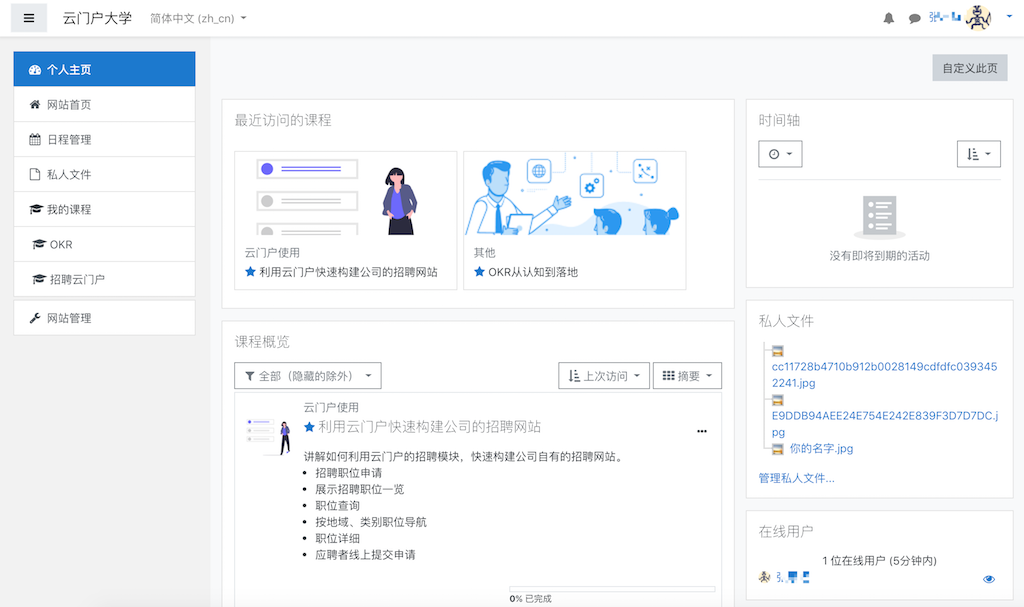 云门户大学
简体中文 (zh_cn)
个人主页
网站首页
日程管理
私人文件
我的课程
OKR
招聘云门户
网站管理
自定义此页
最近访问的课程
云门户使用
利用云门户快速构建公司的招聘网站
其他
OKR从认知到落地
课程概览
全部（隐藏的除外）
上次访问
摘要
云门户使用
利用云门户快速构建公司的招聘网站
讲解如何利用云门户的招聘模块，快速构建公司自有的招聘网站。
招聘职位申请
展示招聘职位一览
职位查询
按地域、类别职位导航
职位详细
应聘者线上提交申请
0% 已完成
时间轴
没有即将到期的活动
私人文件
cc11728b4710b912b0028149cdfdfc039345
2241.jpg
E9DDB94AEE24E754E242E839F3D7D7DC.j
pg
你的名字.jpg
管理私人文件...
在线用户
1 位在线用户 (5分钟内)